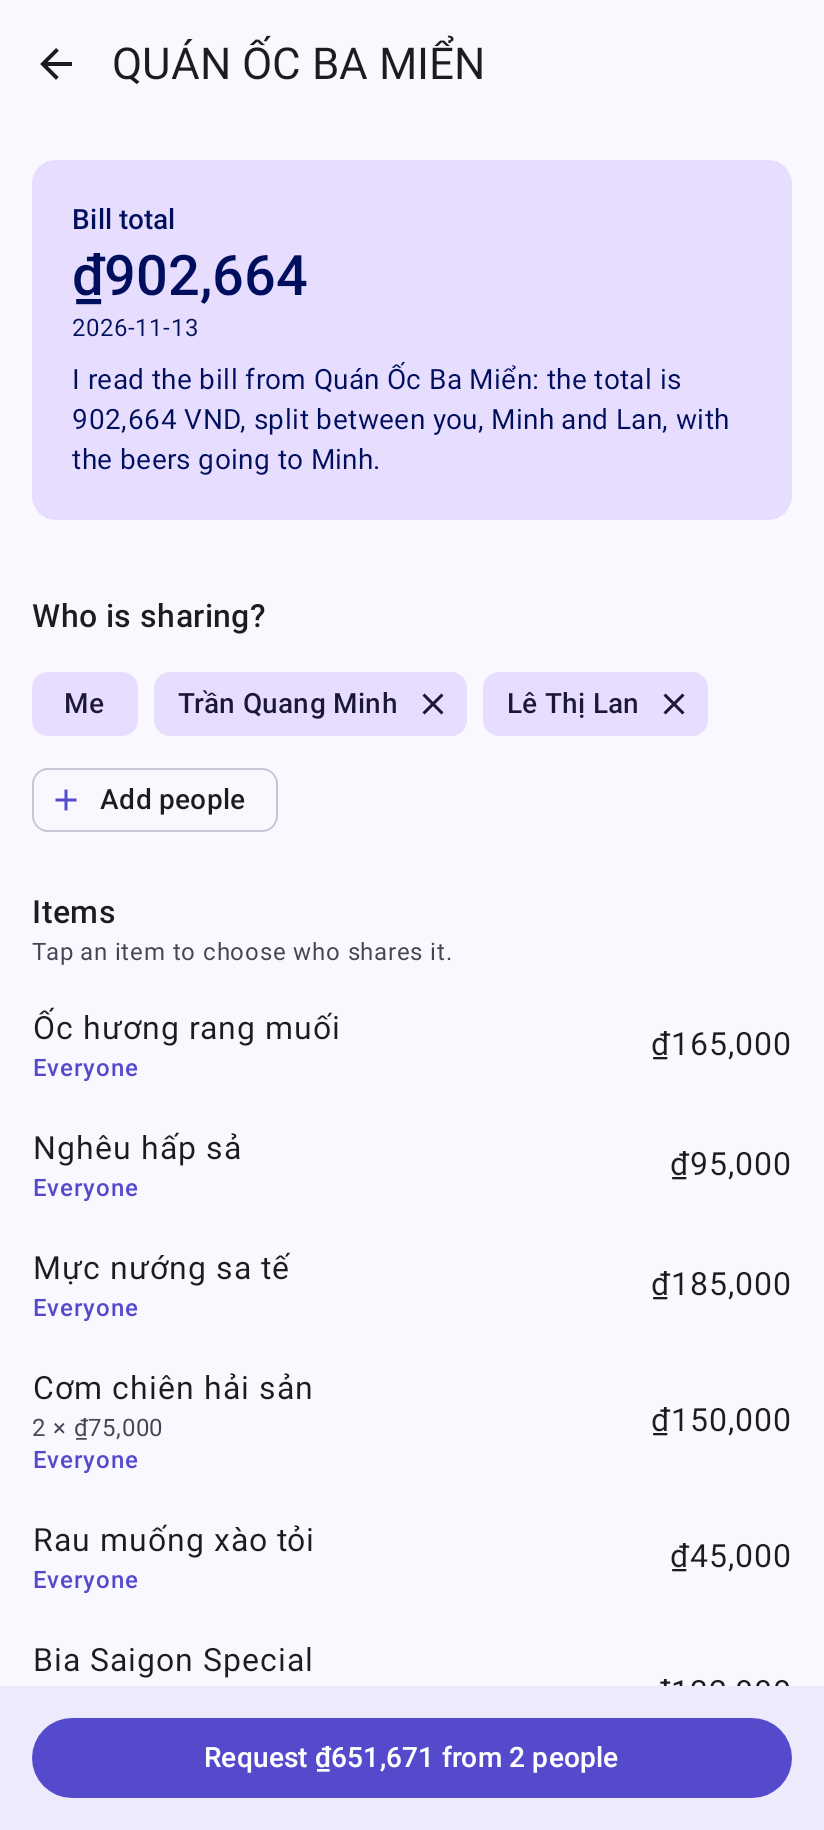 QUÁN ỐC BA MIỂN
Bill total
₫902,664
2026-11-13
I read the bill from Quán Ốc Ba Miển: the total is
902,664 VND, split between you, Minh and Lan, with
the beers going to Minh.
Who is sharing?
Me
Trần Quang Minh
Lê Thị Lan
Add people
Items
Tap an item to choose who shares it.
Ốc hương rang muối
₫165,000
Everyone
Nghêu hấp sả
₫95,000
Everyone
Mực nướng sa tế
₫185,000
Everyone
Cơm chiên hải sản
2 × ₫75,000
₫150,000
Everyone
Rau muống xào tỏi
₫45,000
Everyone
Bia Saigon Special
Request ₫651,671 from 2 people